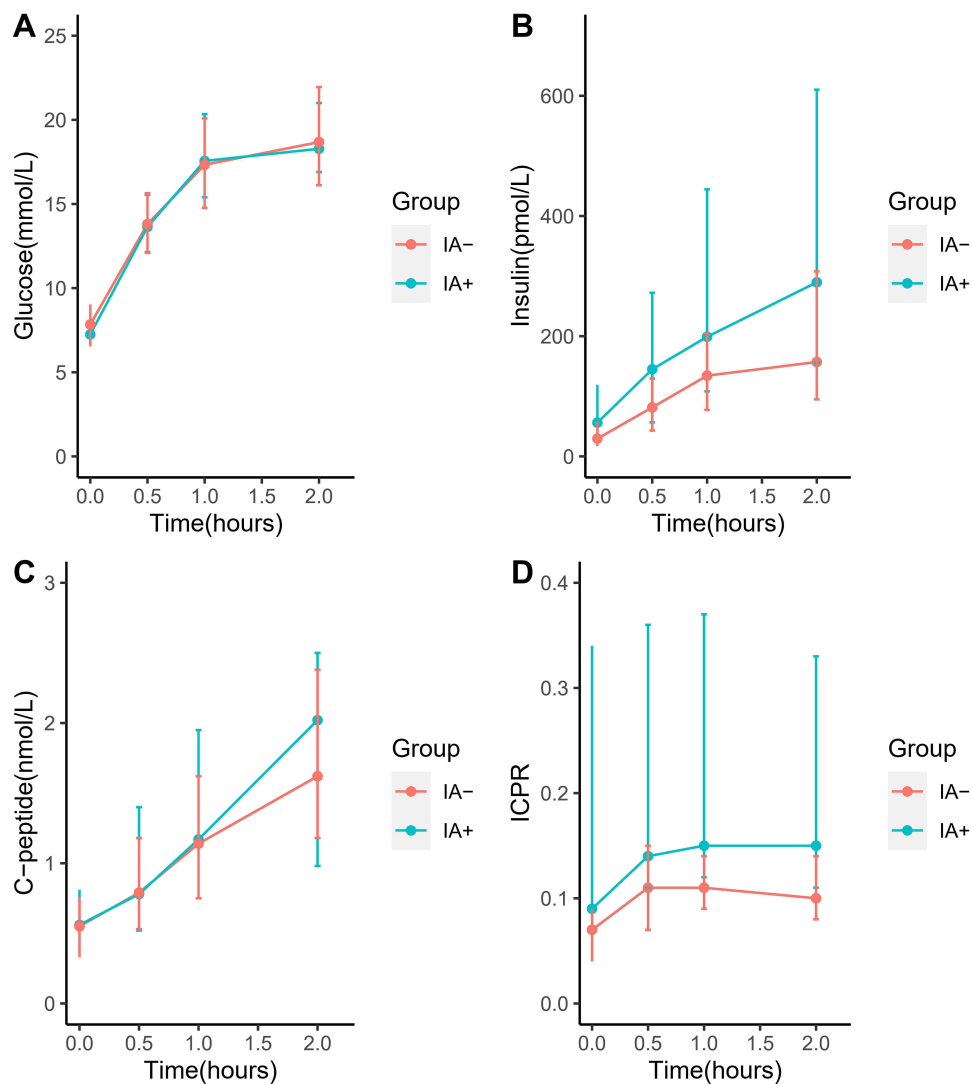 A
Glucose(mmol/L)
25
20
15
10
5
0
0.0 0.5 1.0 1.5 2.0
Time(hours)
Group
IA−
IA+
B
Insulin(pmol/L)
600
400
200
0
0.0 0.5 1.0 1.5 2.0
Time(hours)
Group
IA−
IA+
C
C−peptide(nmol/L)
3
2
1
0
0.0 0.5 1.0 1.5 2.0
Time(hours)
Group
IA−
IA+
D
ICPR
0.4
0.3
0.2
0.1
0.0
0.0 0.5 1.0 1.5 2.0
Time(hours)
Group
IA−
IA+